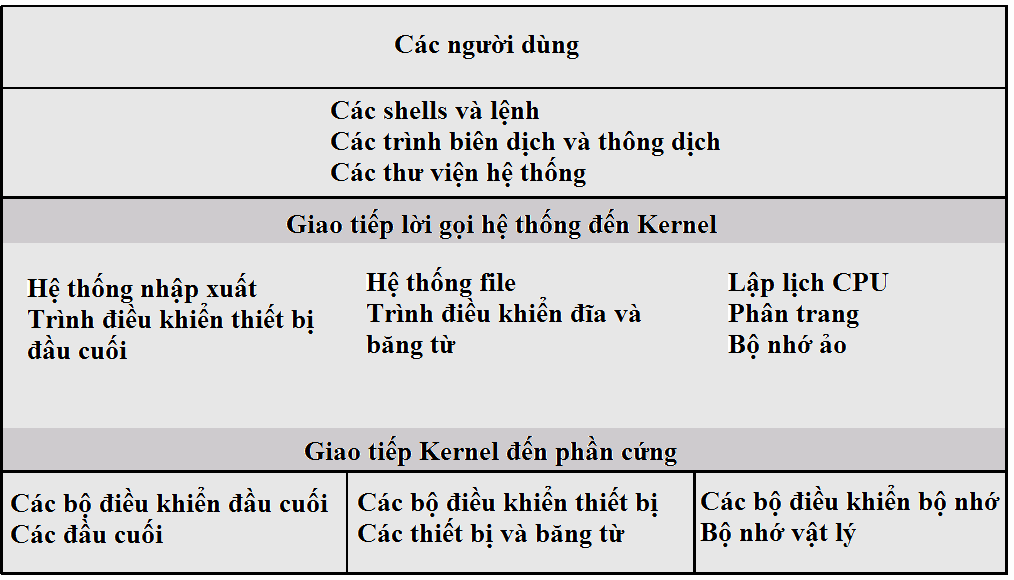 Các người dùng
Các shells và lệnh
Các trình biên dịch và thông dịch
Các thư viện hệ thống
Giao tiếp lời gọi hệ thống đến Kernel
Hệ thống nhập xuất
Trình điều khiển thiết bị
đầu cuối
Hệ thống file
Trình điều khiển đĩa và
băng từ
Lập lịch CPU
Phân trang
Bộ nhớ ảo
Giao tiếp Kernel đến phần cứng
Các bộ điều khiển đầu cuối
Các đầu cuối
Các bộ điều khiển thiết bị
Các thiết bị và băng từ
Các bộ điều khiển bộ nhớ
Bộ nhớ vật lý